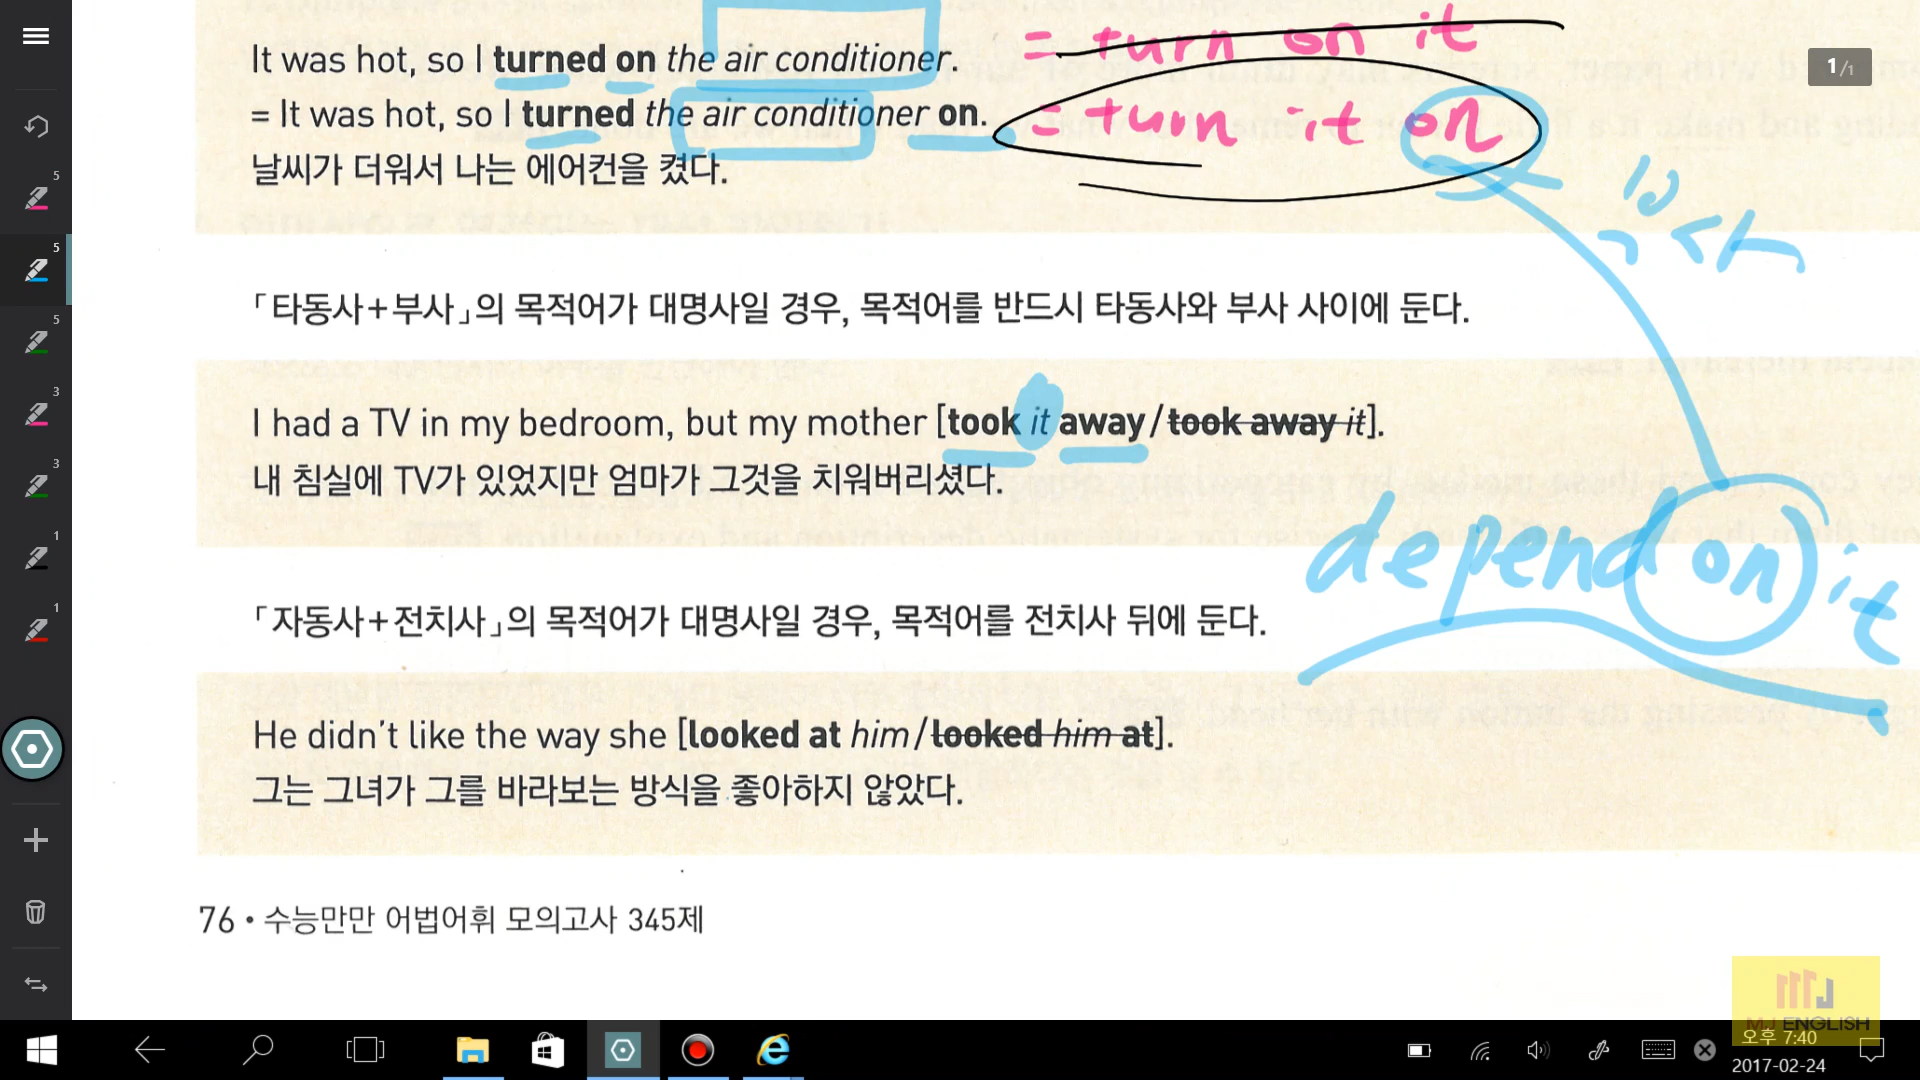 It was hot, so I turned on the air conditioner. = turn on it
= It was hot, so I turned the air conditioner on. = turn it on
날씨가 더워서 나는 에어컨을 켰다.
1/1
「타동사+부사」의 목적어가 대명사일 경우, 목적어를 반드시 타동사와 부사 사이에 둔다.
I had a TV in my bedroom, but my mother [took it away/took away it].
내 침실에 TV가 있었지만 엄마가 그것을 치워버리셨다.
depend on it
「자동사+전치사」의 목적어가 대명사일 경우, 목적어를 전치사 뒤에 둔다.
He didn't like the way she [looked at him/looked him at].
그는 그녀가 그를 바라보는 방식을 좋아하지 않았다.
76 • 수능만만 어법어휘 모의고사 345제
5
5
5
3
3
1
1
MJ ENGLISH
오후 7:40
2017-02-24